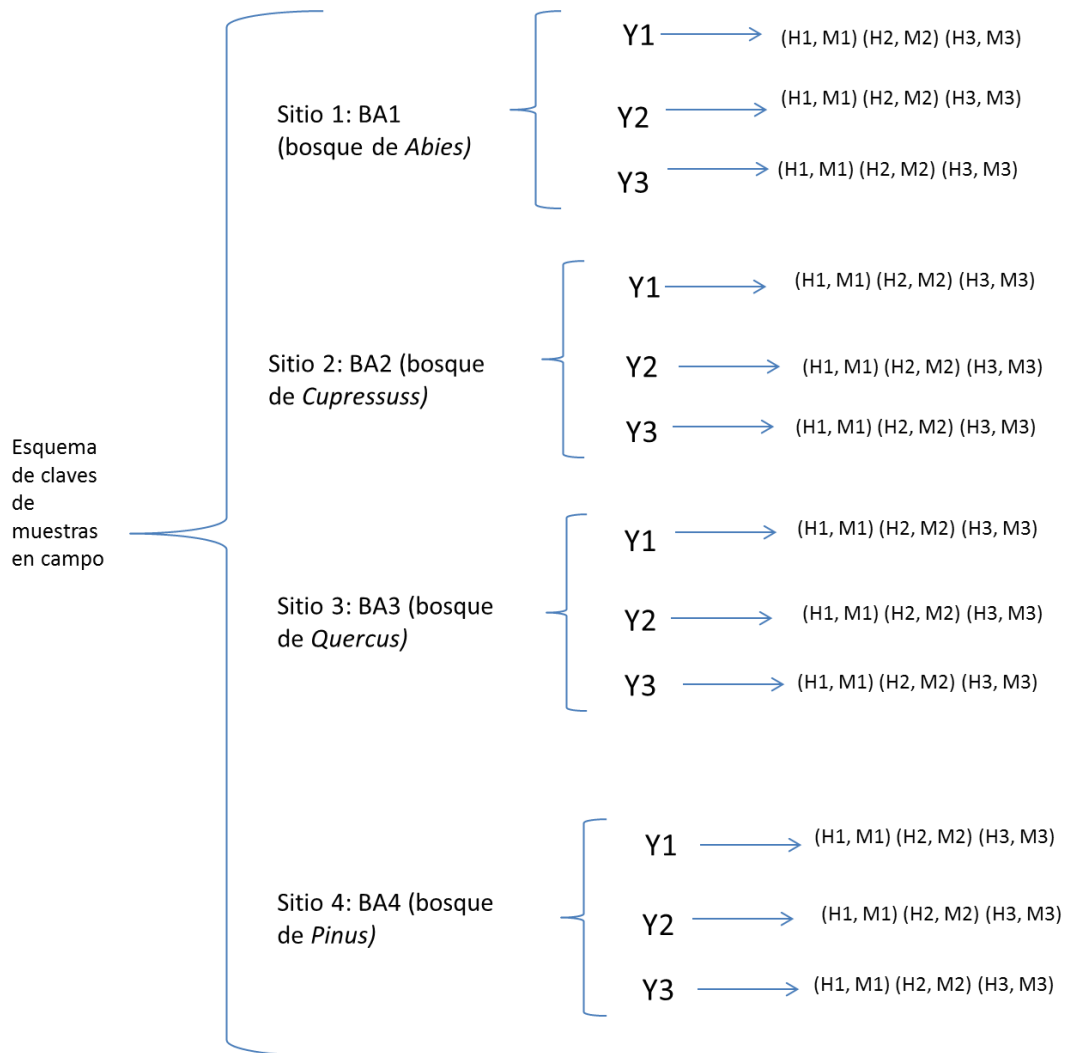 Esquema
de claves
de
muestras
en campo
Sitio 1: BA1
(bosque de Abies)
Y1
(H1, M1) (H2, M2) (H3, M3)
Y2
(H1, M1) (H2, M2) (H3, M3)
Y3
(H1, M1) (H2, M2) (H3, M3)
Sitio 2: BA2 (bosque
de Cupressuss)
Y1
(H1, M1) (H2, M2) (H3, M3)
Y2
(H1, M1) (H2, M2) (H3, M3)
Y3
(H1, M1) (H2, M2) (H3, M3)
Sitio 3: BA3 (bosque
de Quercus)
Y1
(H1, M1) (H2, M2) (H3, M3)
Y2
(H1, M1) (H2, M2) (H3, M3)
Y3
(H1, M1) (H2, M2) (H3, M3)
Sitio 4: BA4 (bosque
de Pinus)
Y1
(H1, M1) (H2, M2) (H3, M3)
Y2
(H1, M1) (H2, M2) (H3, M3)
Y3
(H1, M1) (H2, M2) (H3, M3)